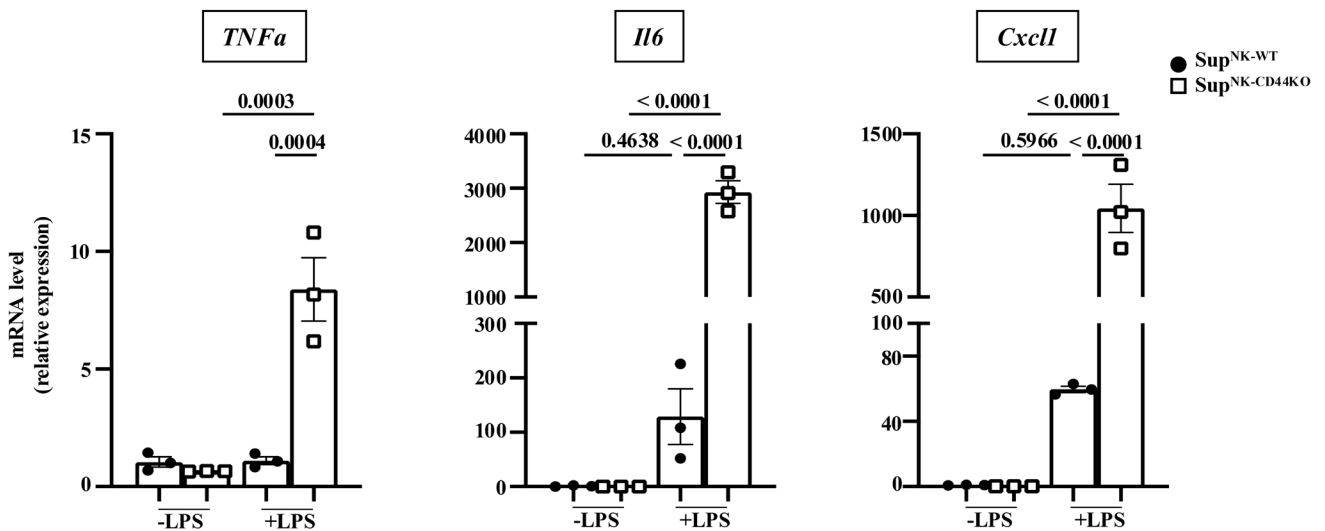 TNFa
Il6
Cxcl1
Sup^NK-WT
Sup^NK-CD44KO
mRNA level
(relative expression)
0.0003
0.0004
15
10
5
0
-LPS
+LPS
< 0.0001
0.4638
< 0.0001
4000
3000
2000
1000
300
200
100
0
-LPS
+LPS
< 0.0001
0.5966
< 0.0001
1500
1000
500
100
80
40
0
-LPS
+LPS